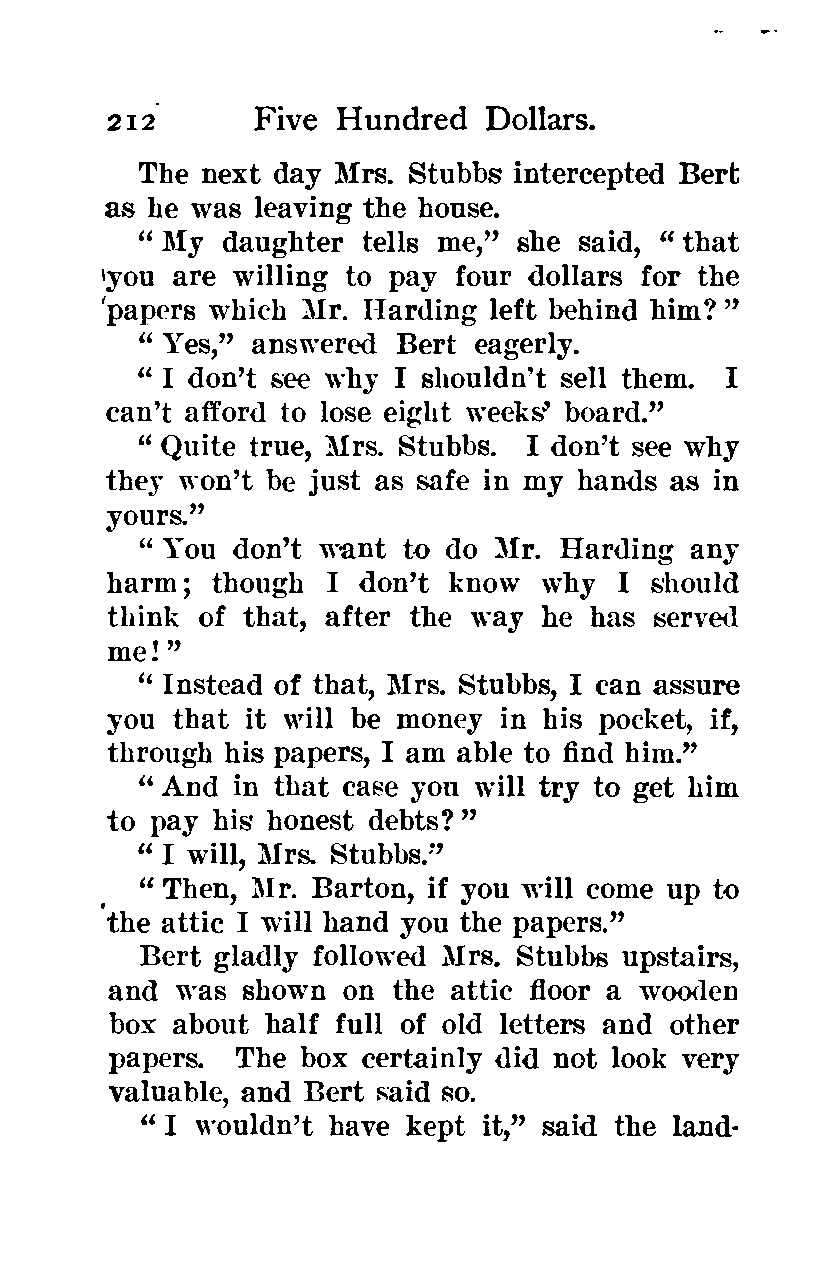 212 Five Hundred Dollars.
The next day Mrs. Stubbs intercepted Bert
as he was leaving the house.
“ My daughter tells me,” she said, “ that
you are willing to pay four dollars for the
papers which Mr. Harding left behind him? ”
“ Yes,” answered Bert eagerly.
“ I don’t see why I shouldn’t sell them. I
can’t afford to lose eight weeks’ board.”
“ Quite true, Mrs. Stubbs. I don’t see why
they won’t be just as safe in my hands as in
yours.”
“ You don’t want to do Mr. Harding any
harm; though I don’t know why I should
think of that, after the way he has served
me! ”
“ Instead of that, Mrs. Stubbs, I can assure
you that it will be money in his pocket, if,
through his papers, I am able to find him.”
“ And in that case you will try to get him
to pay his honest debts? ”
“ I will, Mrs. Stubbs.”
“ Then, Mr. Barton, if you will come up to
the attic I will hand you the papers.”
Bert gladly followed Mrs. Stubbs upstairs,
and was shown on the attic floor a wooden
box about half full of old letters and other
papers. The box certainly did not look very
valuable, and Bert said so.
“ I wouldn’t have kept it,” said the land-